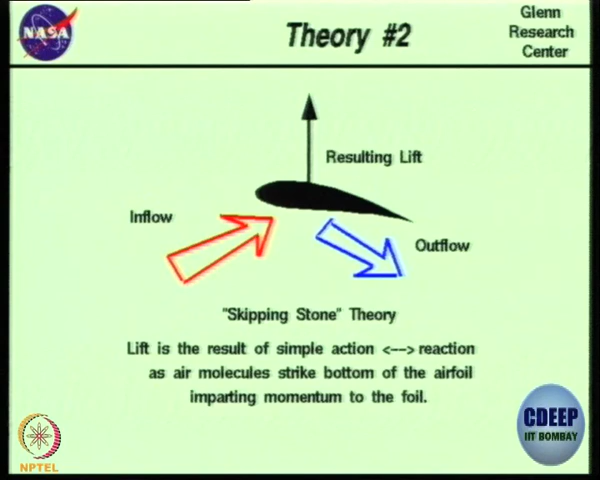 NASA
Theory #2
Glenn
Research
Center
Resulting Lift
Inflow
Outflow
"Skipping Stone" Theory
Lift is the result of simple action <--> reaction
as air molecules strike bottom of the airfoil
imparting momentum to the foil.
CDEEP
IIT BOMBAY
NPTEL